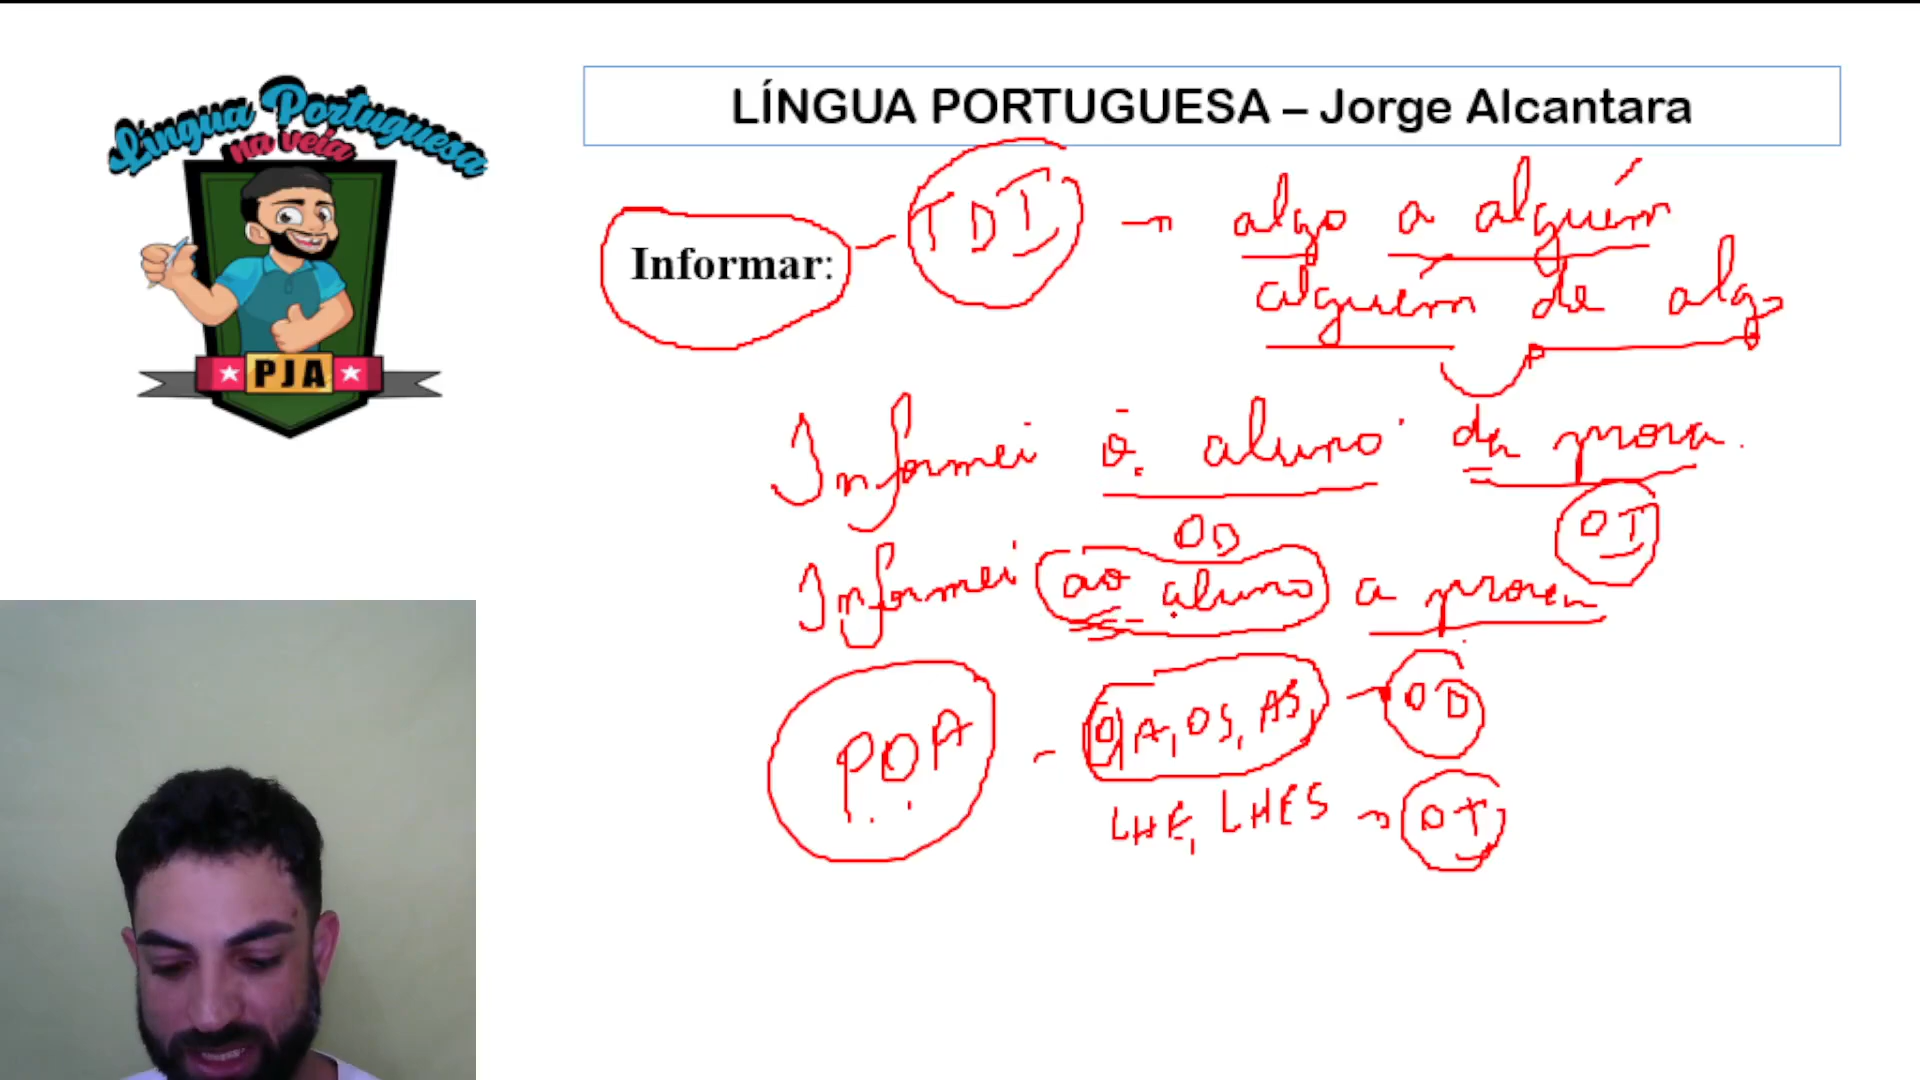 Língua Portuguesa
na veia
PJA
LÍNGUA PORTUGUESA – Jorge Alcantara
Informar: TDI algo a alguém
alguém de algo
Informei o aluno da prova.
OD OI
Informei ao aluno a prova
POA - O, A, OS, AS, OD
LHE, LHES OI